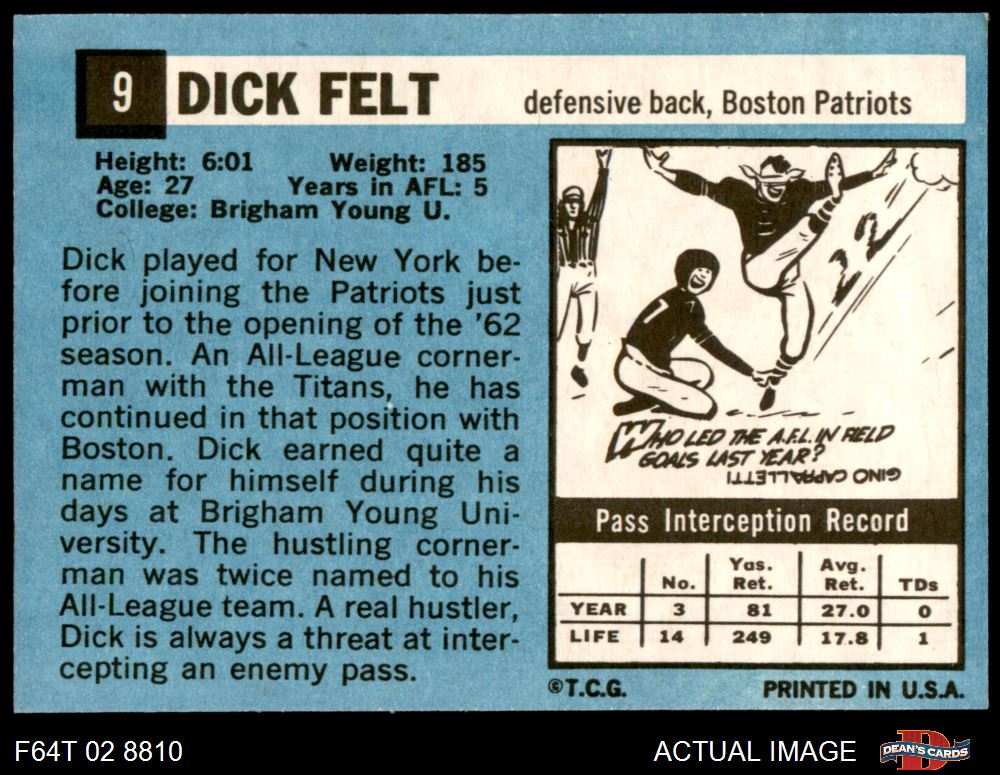 9 DICK FELT defensive back, Boston Patriots
Height: 6:01 Weight: 185
Age: 27 Years in AFL: 5
College: Brigham Young U.
Dick played for New York be-
fore joining the Patriots just
prior to the opening of the '62
season. An All-League corner-
man with the Titans, he has
continued in that position with
Boston. Dick earned quite a
name for himself during his
days at Brigham Young Uni-
versity. The hustling corner-
man was twice named to his
All-League team. A real hustler,
Dick is always a threat at inter-
cepting an enemy pass.
7
22
WHO LED THE A.F.L. IN FIELD
GOALS LAST YEAR?
GINO CAPPALLETTI
Pass Interception Record
No. Yds. Ret. Avg. Ret. TDs
YEAR 3 81 27.0 0
LIFE 14 249 17.8 1
©T.C.G. PRINTED IN U.S.A.
F64T 02 8810 ACTUAL IMAGE DEAN'S CARDS